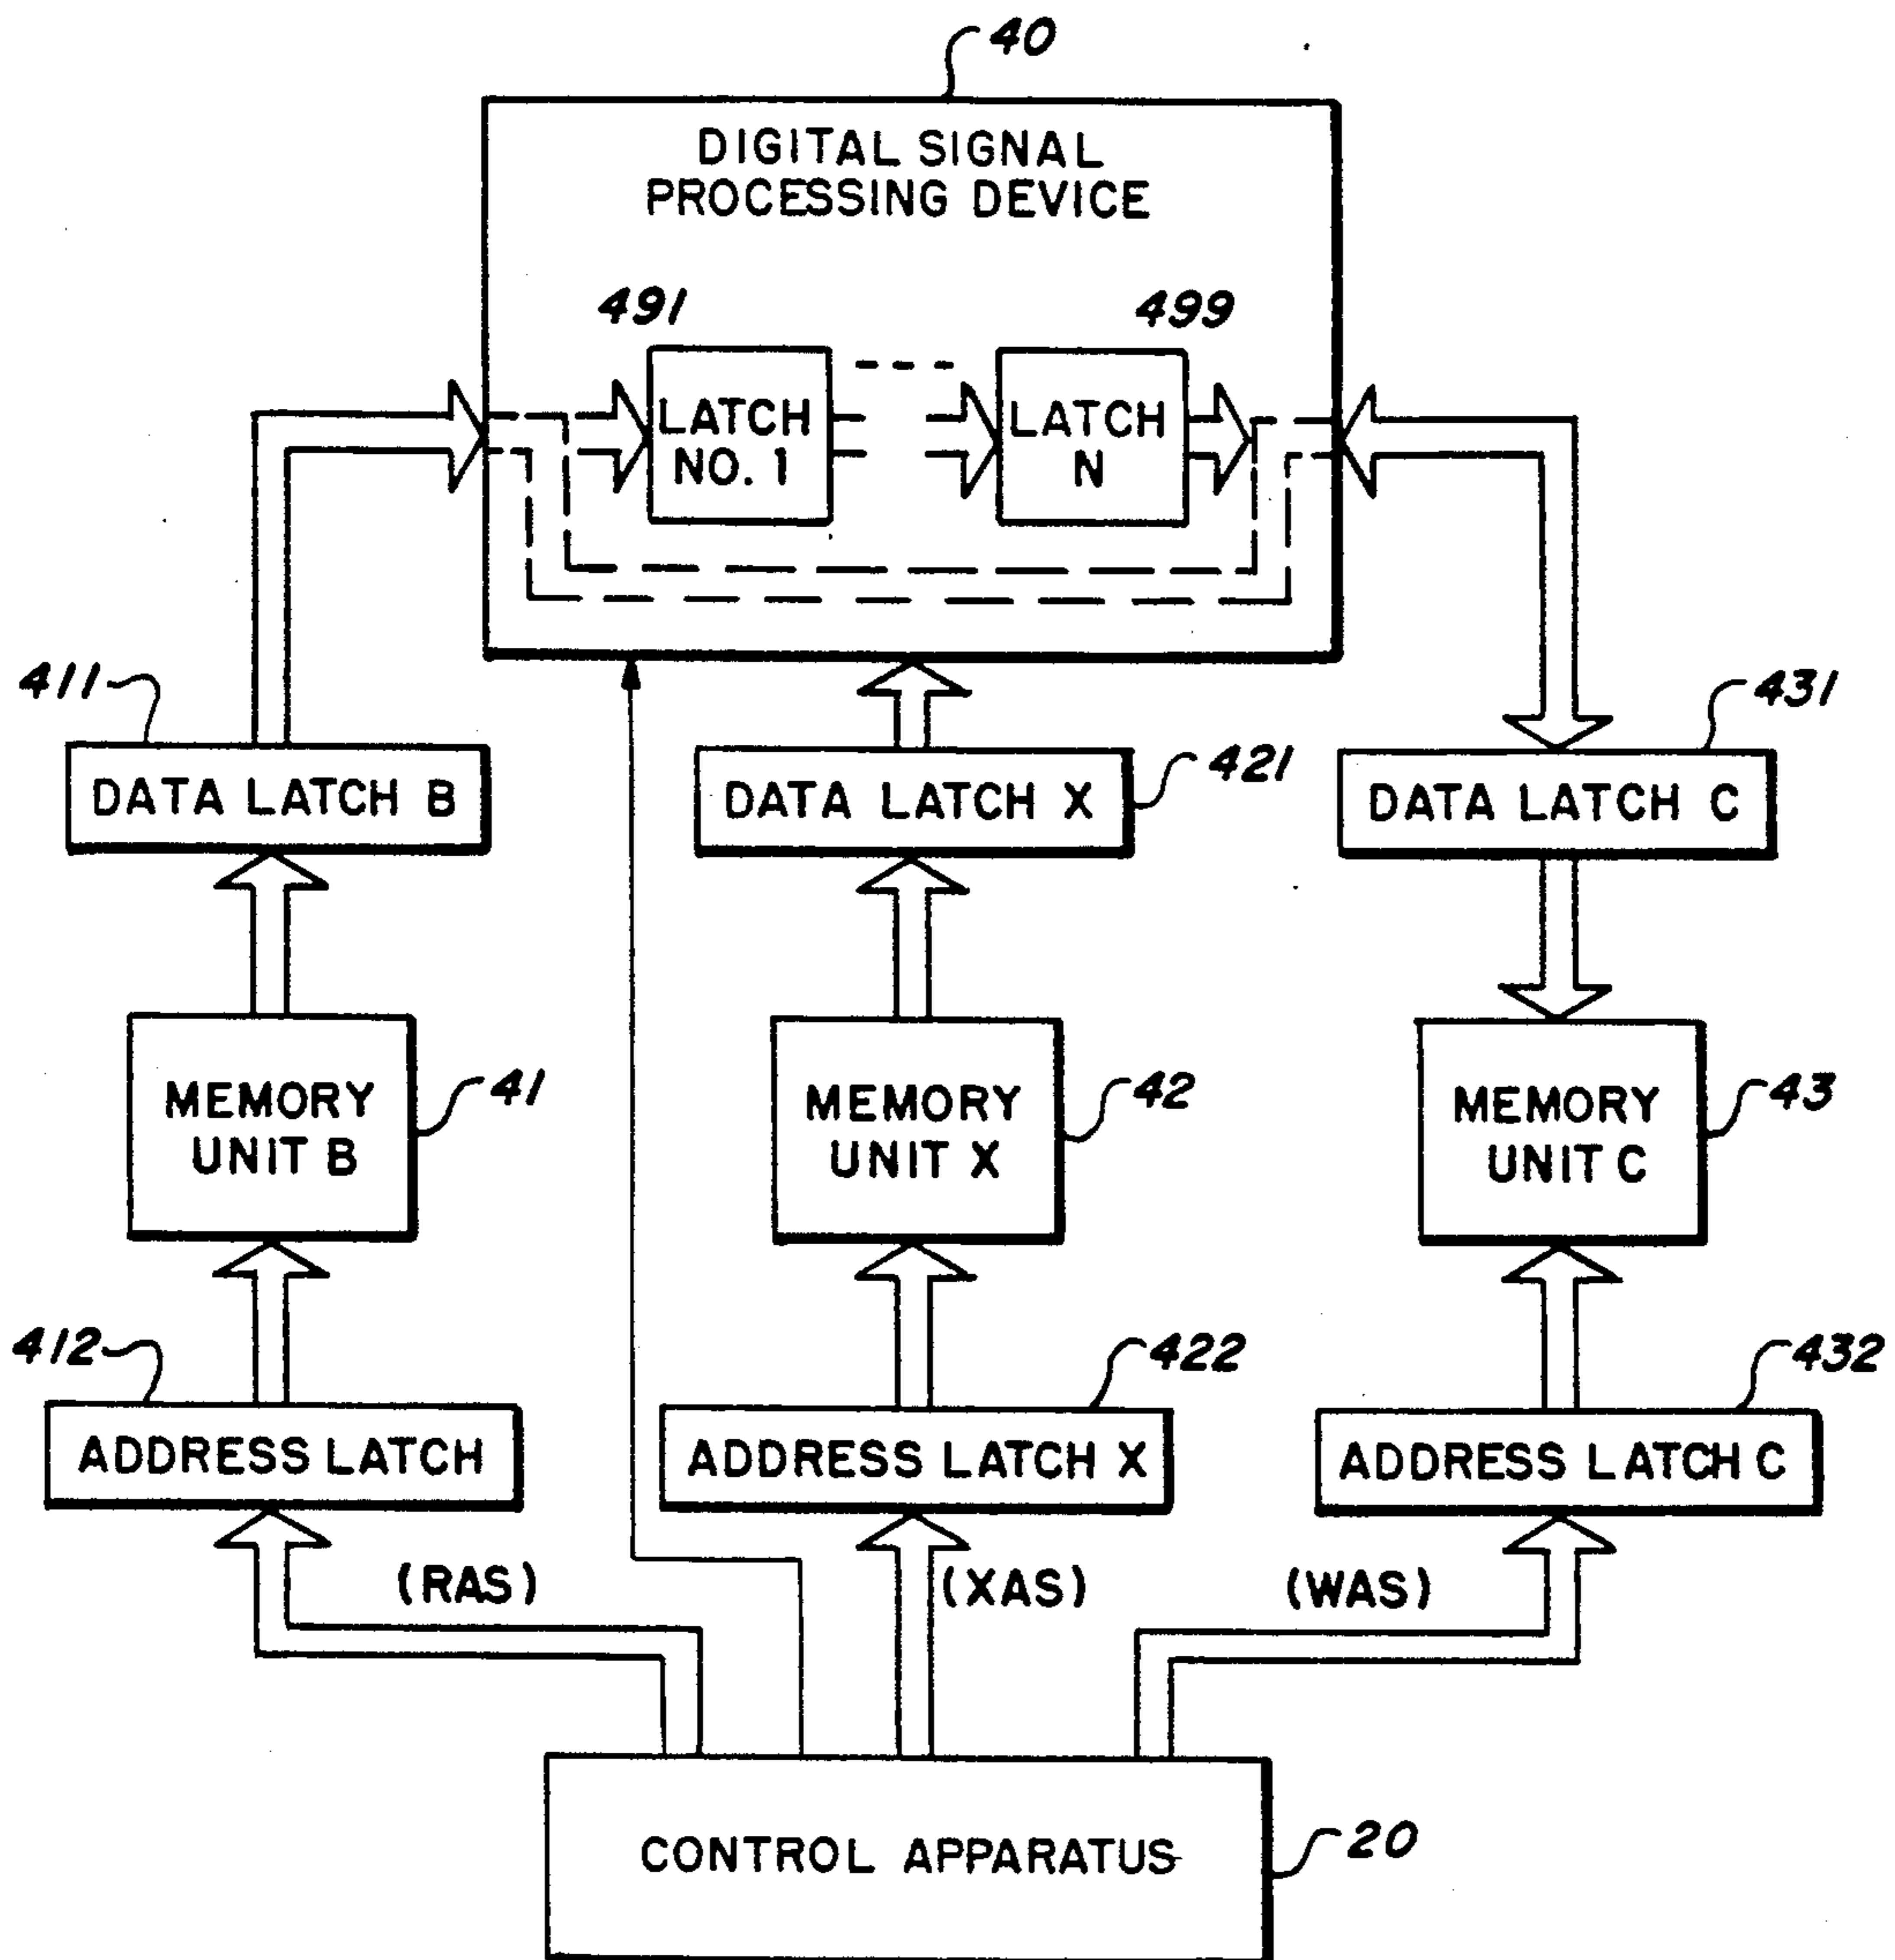 40
DIGITAL SIGNAL
PROCESSING DEVICE
491
499
LATCH
NO. 1
LATCH
N
411
431
421
DATA LATCH B
DATA LATCH X
DATA LATCH C
41
42
43
MEMORY
UNIT B
MEMORY
UNIT X
MEMORY
UNIT C
412
422
432
ADDRESS LATCH
ADDRESS LATCH X
ADDRESS LATCH C
(RAS)
(XAS)
(WAS)
CONTROL APPARATUS
20